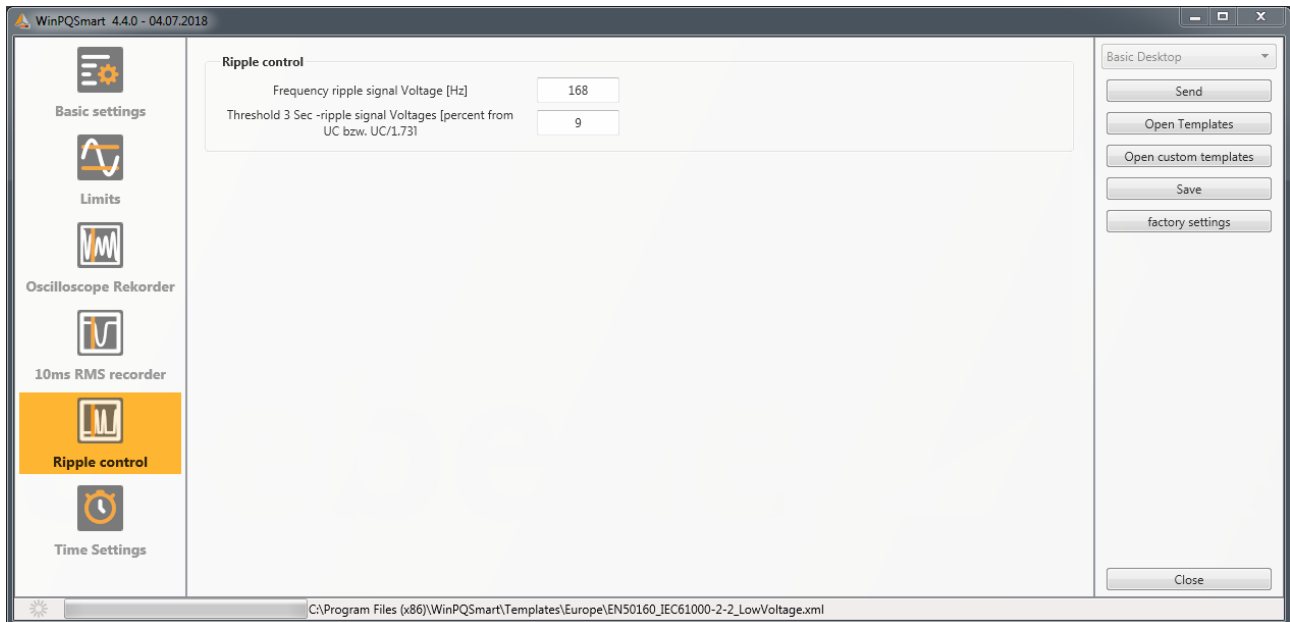 WinPQSmart 4.4.0 - 04.07.2018
Basic settings
Limits
Oscilloscope Rekorder
10ms RMS recorder
Ripple control
Time Settings
Ripple control
Frequency ripple signal Voltage [Hz]
168
Threshold 3 Sec -ripple signal Voltages [percent from
UC bzw. UC/1.73]
9
Basic Desktop
Send
Open Templates
Open custom templates
Save
factory settings
Close
C:\Program Files (x86)\WinPQSmart\Templates\Europe\EN50160_IEC61000-2-2_LowVoltage.xml